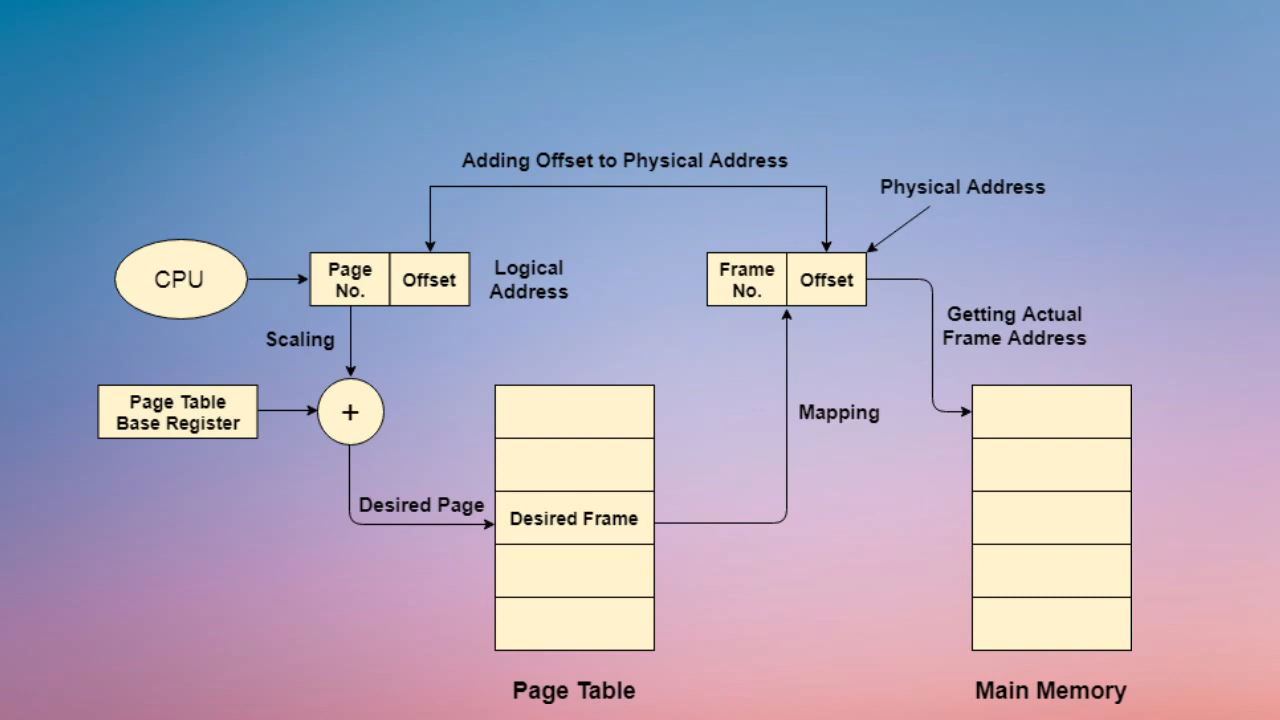 Adding Offset to Physical Address
Physical Address
CPU
Page
No.
Offset
Logical
Address
Frame
No.
Offset
Scaling
Getting Actual
Frame Address
Page Table
Base Register
+
Mapping
Desired Page
Desired Frame
Page Table
Main Memory